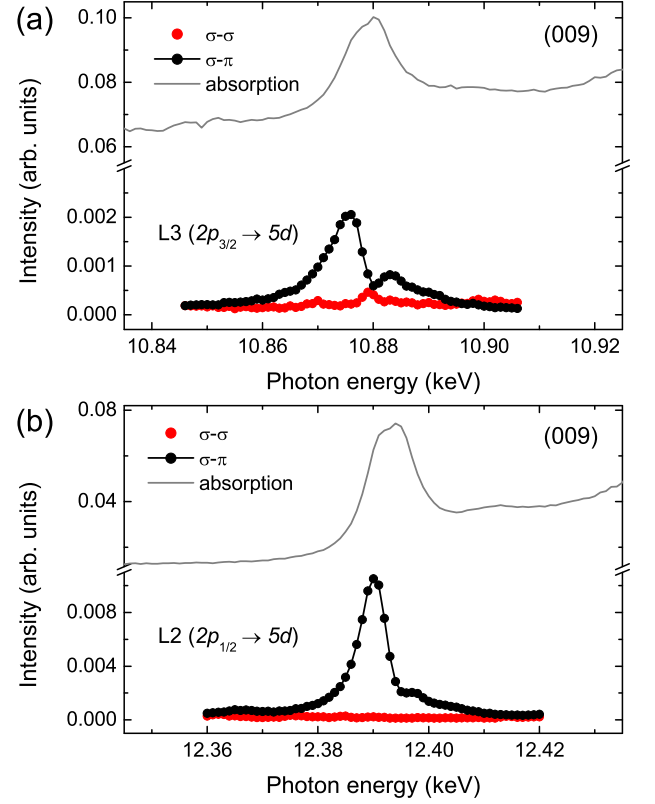 (a)
0.10
0.08
0.06
0.002
0.001
0.000
Intensity (arb. units)
σ-σ
σ-π
absorption
(009)
L3 (2p3/2 → 5d)
10.84 10.86 10.88 10.90 10.92
Photon energy (keV)
(b)
0.08
0.04
0.008
0.004
0.000
Intensity (arb. units)
σ-σ
σ-π
absorption
(009)
L2 (2p1/2 → 5d)
12.36 12.38 12.40 12.42
Photon energy (keV)